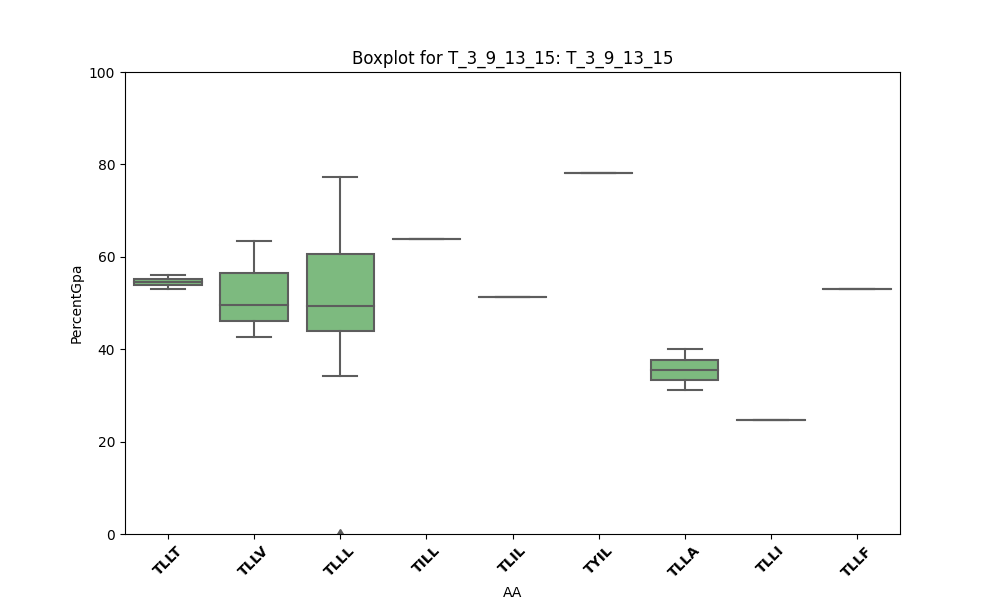 Boxplot for T_3_9_13_15: T_3_9_13_15
100
80
60
40
20
0
PercentGpa
TLLT
TLLV
TLLL
TILL
TLIL
TYIL
TLLA
TLLI
TLLF
AA